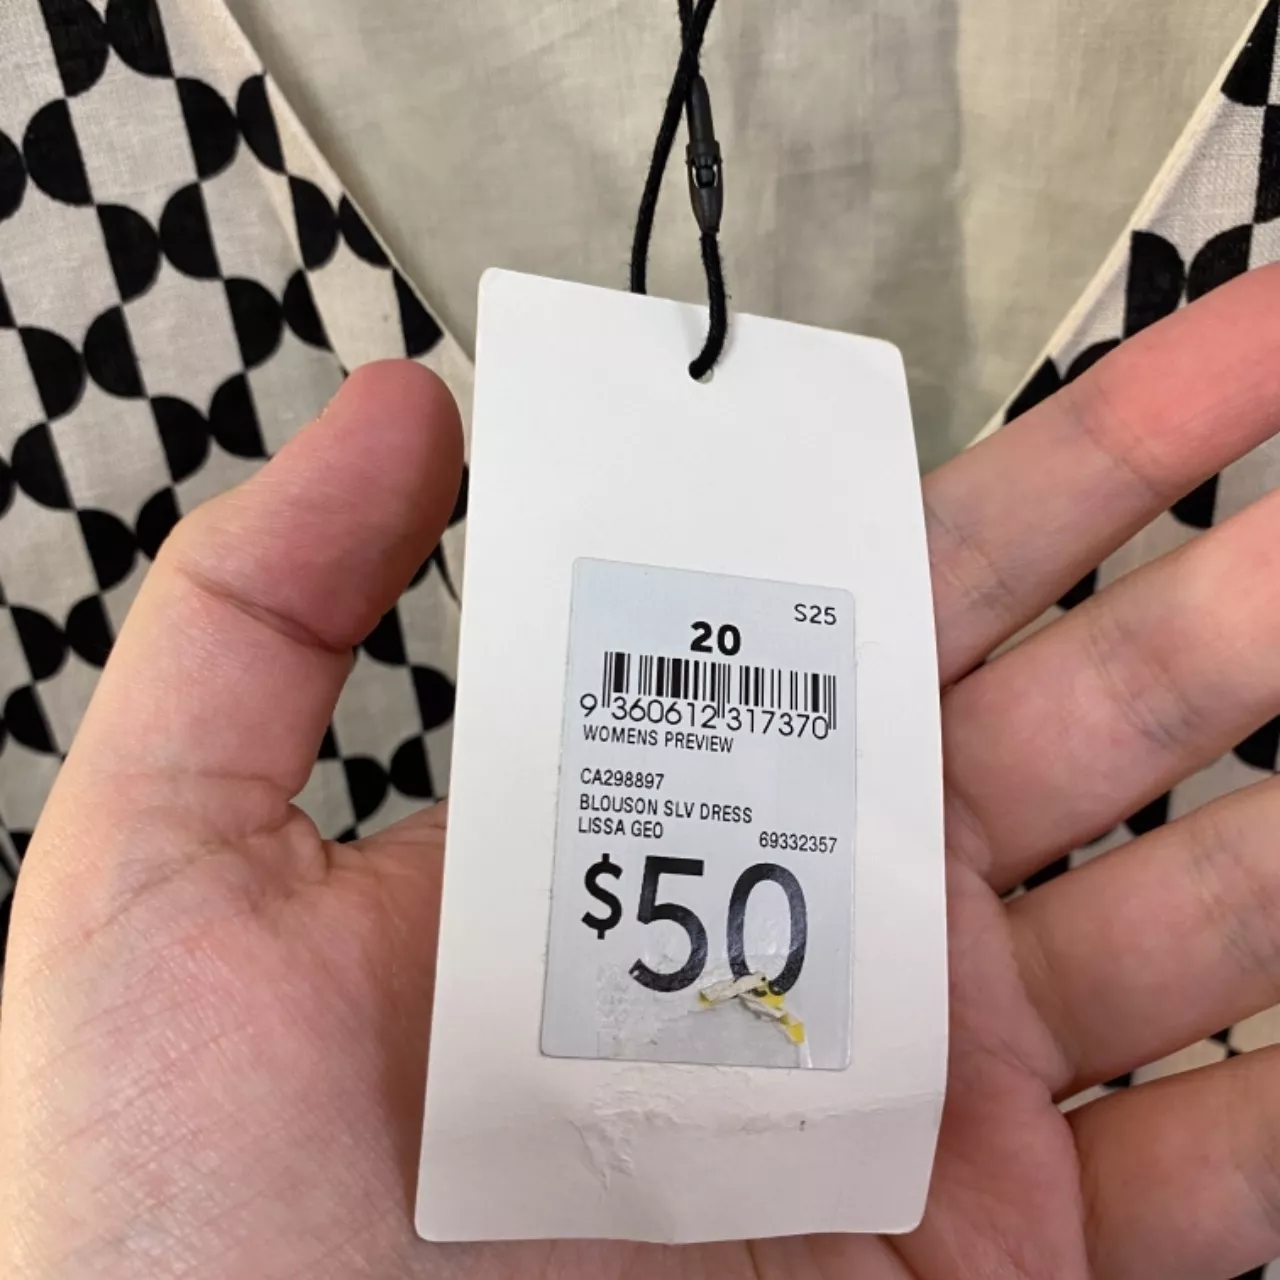 S25
20
9 360612 317370
WOMENS PREVIEW
CA298897
BLOUSON SLV DRESS
LISSA GEO 69332357
$50